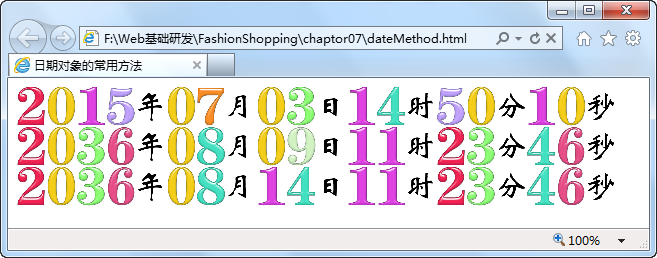 F:\Web基础研发\FashionShopping\chaptor07\dateMethod.html
日期对象的常用方法
2015年07月03日14时50分10秒
2036年08月09日11时23分46秒
2036年08月14日11时23分46秒
100%